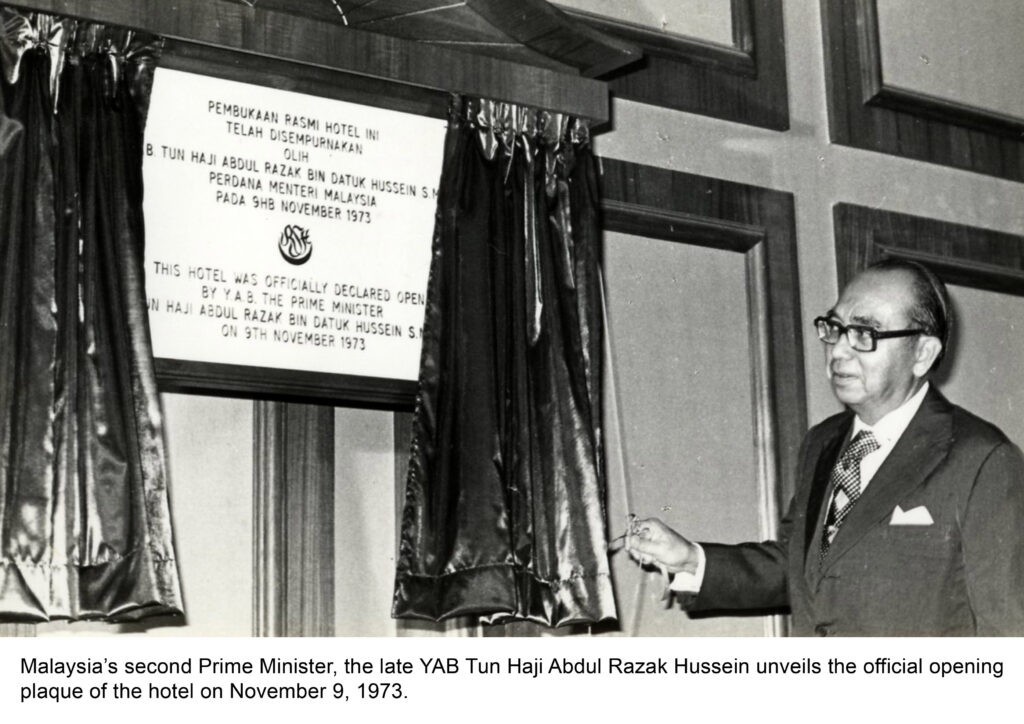 PEMBUKAAN RASMI HOTEL INI
TELAH DISEMPURNAKAN
OLIH
B. TUN HAJI ABDUL RAZAK BIN DATUK HUSSEIN S.M
PERDANA MENTERI MALAYSIA
PADA 9HB NOVEMBER 1973
THIS HOTEL WAS OFFICIALLY DECLARED OPEN
BY Y.A.B. THE PRIME MINISTER
UN HAJI ABDUL RAZAK BIN DATUK HUSSEIN S.M
ON 9TH NOVEMBER 1973
Malaysia’s second Prime Minister, the late YAB Tun Haji Abdul Razak Hussein unveils the official opening
plaque of the hotel on November 9, 1973.